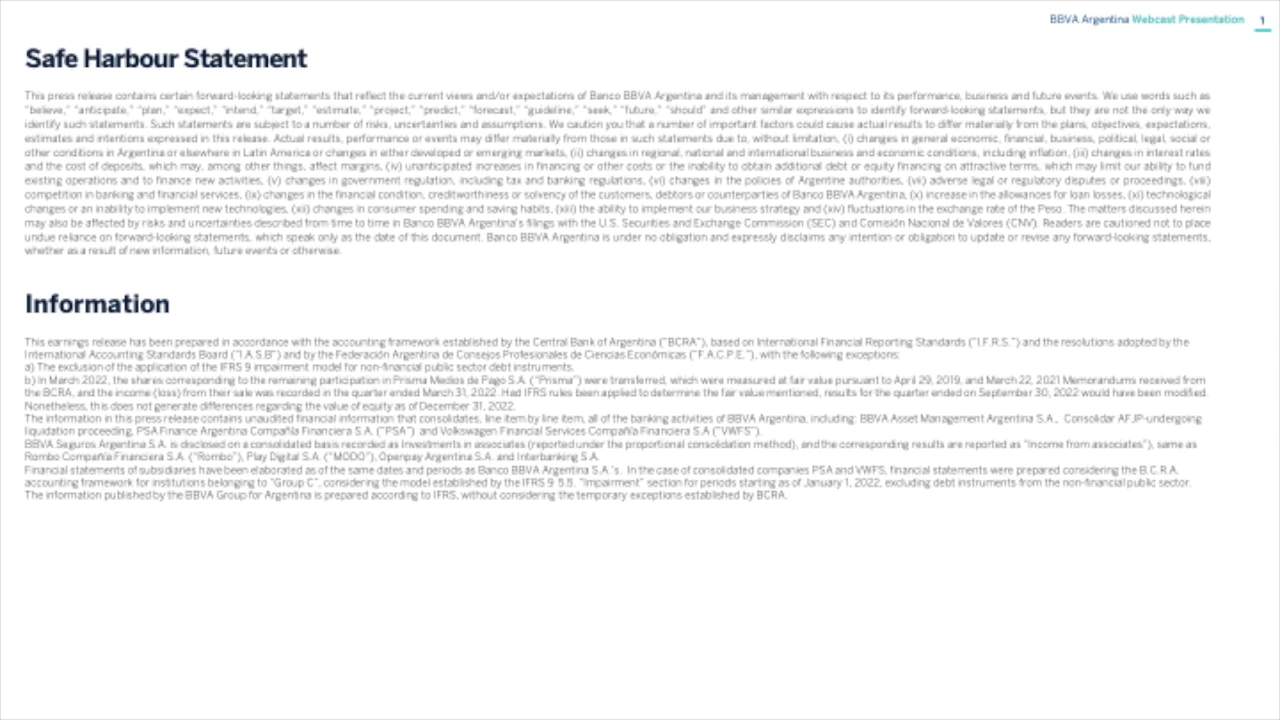 BBVA Argentina Webcast Presentation 1
Safe Harbour Statement
This press release contains certain forward-looking statements that reflect the current views and/or expectations of Banco BBVA Argentina and its management with respect to its performance, business and future events. We use words such as
“believe,” “anticipate,” “plan,” “expect,” “intend,” “target,” “estimate,” “project,” “predict,” “forecast,” “guideline,” “seek,” “future,” “should” and other similar expressions to identify forward-looking statements, but they are not the only way we
identify such statements. Such statements are subject to a number of risks, uncertainties and assumptions. We caution you that a number of important factors could cause actual results to differ materially from the plans, objectives, expectations,
estimates and intentions expressed in this release. Actual results, performance or events may differ materially from those in such statements due to, without limitation, (i) changes in general economic, financial, business, political, legal, social or
other conditions in Argentina or elsewhere in Latin America or changes in either developed or emerging markets, (ii) changes in regional, national and international business and economic conditions, including inflation, (iii) changes in interest rates
and the cost of deposits, which may, among other things, affect margins, (iv) unanticipated increases in financing or other costs or the inability to obtain additional debt or equity financing on attractive terms, which may limit our ability to fund
existing operations and to finance new activities, (v) changes in government regulation, including tax and banking regulations, (vi) changes in the policies of Argentine authorities, (vii) adverse legal or regulatory disputes or proceedings, (viii)
competition in banking and financial services, (ix) changes in the financial condition, creditworthiness or solvency of the customers, debtors or counterparties of Banco BBVA Argentina, (x) increase in the allowances for loan losses, (xi) technological
changes or an inability to implement new technologies, (xii) changes in consumer spending and saving habits, (xiii) the ability to implement our business strategy and (xiv) fluctuations in the exchange rate of the Peso. The matters discussed herein
may also be affected by risks and uncertainties described from time to time in Banco BBVA Argentina’s filings with the U.S. Securities and Exchange Commission (SEC) and Comisión Nacional de Valores (CNV). Readers are cautioned not to place
undue reliance on forward-looking statements, which speak only as the date of this document. Banco BBVA Argentina is under no obligation and expressly disclaims any intention or obligation to update or revise any forward-looking statements,
whether as a result of new information, future events or otherwise.
Information
This earnings release has been prepared in accordance with the accounting framework established by the Central Bank of Argentina (“BCRA”), based on International Financial Reporting Standards (“I.F.R.S.”) and the resolutions adopted by the
International Accounting Standards Board (“I.A.S.B”) and by the Federación Argentina de Consejos Profesionales de Ciencias Económicas (“F.A.C.P.E.”), with the following exceptions:
a) The exclusion of the application of the IFRS 9 impairment model for non-financial public sector debt instruments.
b) In March 2022, the shares corresponding to the remaining participation in Prisma Medios de Pago S.A. (“Prisma”) were transferred, which were measured at fair value pursuant to April 29, 2019, and March 22, 2021 Memorandums received from
the BCRA, and the income (loss) from their sale was recorded in the quarter ended March 31, 2022. Had IFRS rules been applied to determine the fair value mentioned, results for the quarter ended on September 30, 2022 would have been modified.
Nonetheless, this does not generate differences regarding the value of equity as of December 31, 2022.
The information in this press release contains unaudited financial information that consolidates, line item by line item, all of the banking activities of BBVA Argentina, including: BBVA Asset Management Argentina S.A., Consolidar AFJP-undergoing
liquidation proceeding, PSA Finance Argentina Compañía Financiera S.A. (“PSA”) and Volkswagen Financial Services Compañía Financiera S.A (“VWFS”).
BBVA Seguros Argentina S.A. is disclosed on a consolidated basis recorded as Investments in associates (reported under the proportional consolidation method), and the corresponding results are reported as “Income from associates”), same as
Rombo Compañía Financiera S.A. (“Rombo”), Play Digital S.A. (“MODO”), Openpay Argentina S.A. and Interbanking S.A.
Financial statements of subsidiaries have been elaborated as of the same dates and periods as Banco BBVA Argentina S.A.’s. In the case of consolidated companies PSA and VWFS, financial statements were prepared considering the B.C.R.A.
accounting framework for institutions belonging to “Group C”, considering the model established by the IFRS 9 5.5. “Impairment” section for periods starting as of January 1, 2022, excluding debt instruments from the non-financial public sector.
The information published by the BBVA Group for Argentina is prepared according to IFRS, without considering the temporary exceptions established by BCRA.